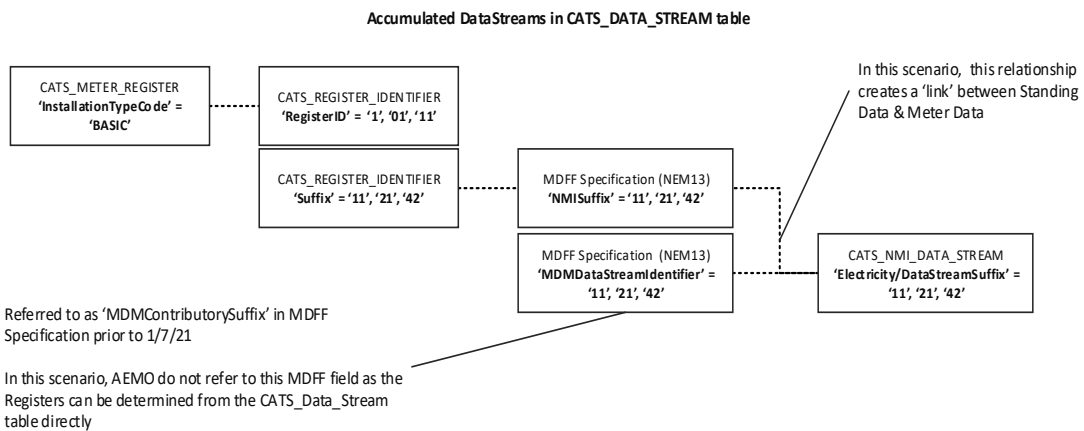 Accumulated DataStreams in CATS_DATA_STREAM table
CATS_METER_REGISTER
‘InstallationTypeCode’ =
‘BASIC’
CATS_REGISTER_IDENTIFIER
‘RegisterID’ = ‘1’, ‘01’, ‘11’
CATS_REGISTER_IDENTIFIER
‘Suffix’ = ‘11’, ‘21’, ‘42’
MDFF Specification (NEM13)
‘NMISuffix’ = ‘11’, ‘21’, ‘42’
MDFF Specification (NEM13)
‘MDMDataStreamIdentifier’ =
‘11’, ‘21’, ‘42’
In this scenario, this relationship
creates a ‘link’ between Standing
Data & Meter Data
CATS_NMI_DATA_STREAM
‘Electricity/DataStreamSuffix’ =
‘11’, ‘21’, ‘42’
Referred to as ‘MDMContributorySuffix’ in MDFF
Specification prior to 1/7/21
In this scenario, AEMO do not refer to this MDFF field as the
Registers can be determined from the CATS_Data_Stream
table directly